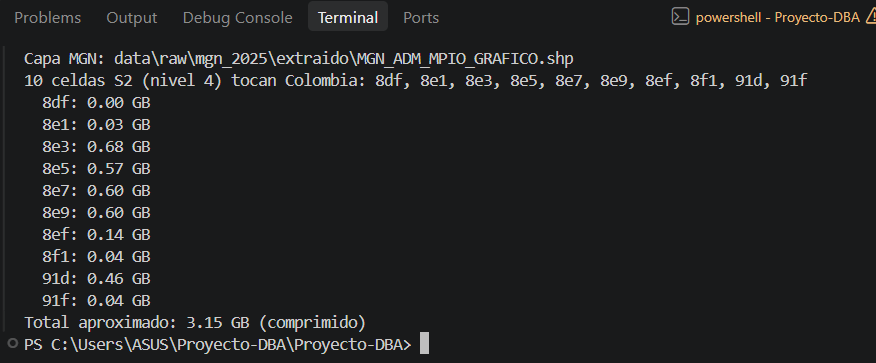 Problems Output Debug Console Terminal Ports powershell - Proyecto-DBA
Capa MGN: data\raw\mgn_2025\extraido\MGN_ADM_MPIO_GRAFICO.shp
10 celdas S2 (nivel 4) tocan Colombia: 8df, 8e1, 8e3, 8e5, 8e7, 8e9, 8ef, 8f1, 91d, 91f
8df: 0.00 GB
8e1: 0.03 GB
8e3: 0.68 GB
8e5: 0.57 GB
8e7: 0.60 GB
8e9: 0.60 GB
8ef: 0.14 GB
8f1: 0.04 GB
91d: 0.46 GB
91f: 0.04 GB
Total aproximado: 3.15 GB (comprimido)
PS C:\Users\ASUS\Proyecto-DBA\Proyecto-DBA>